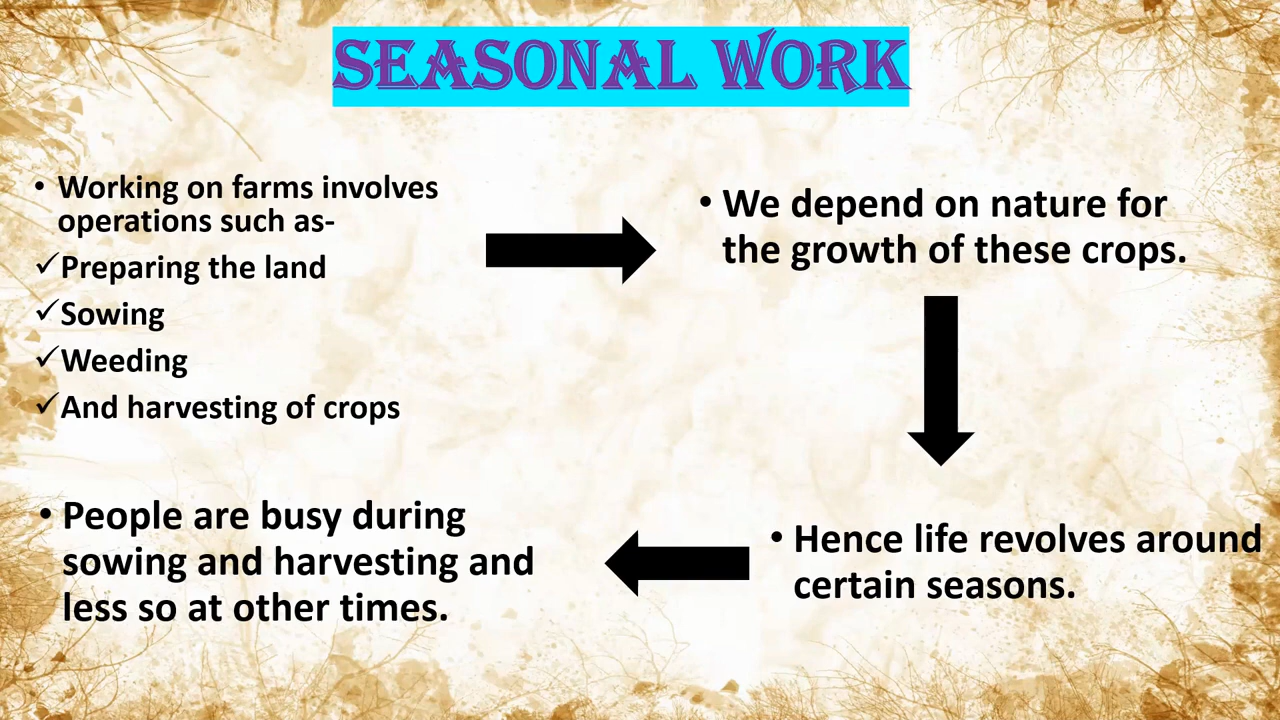 SEASONAL WORK
• Working on farms involves
operations such as-
✓Preparing the land
✓Sowing
✓Weeding
✓And harvesting of crops
• We depend on nature for
the growth of these crops.
• Hence life revolves around
certain seasons.
• People are busy during
sowing and harvesting and
less so at other times.